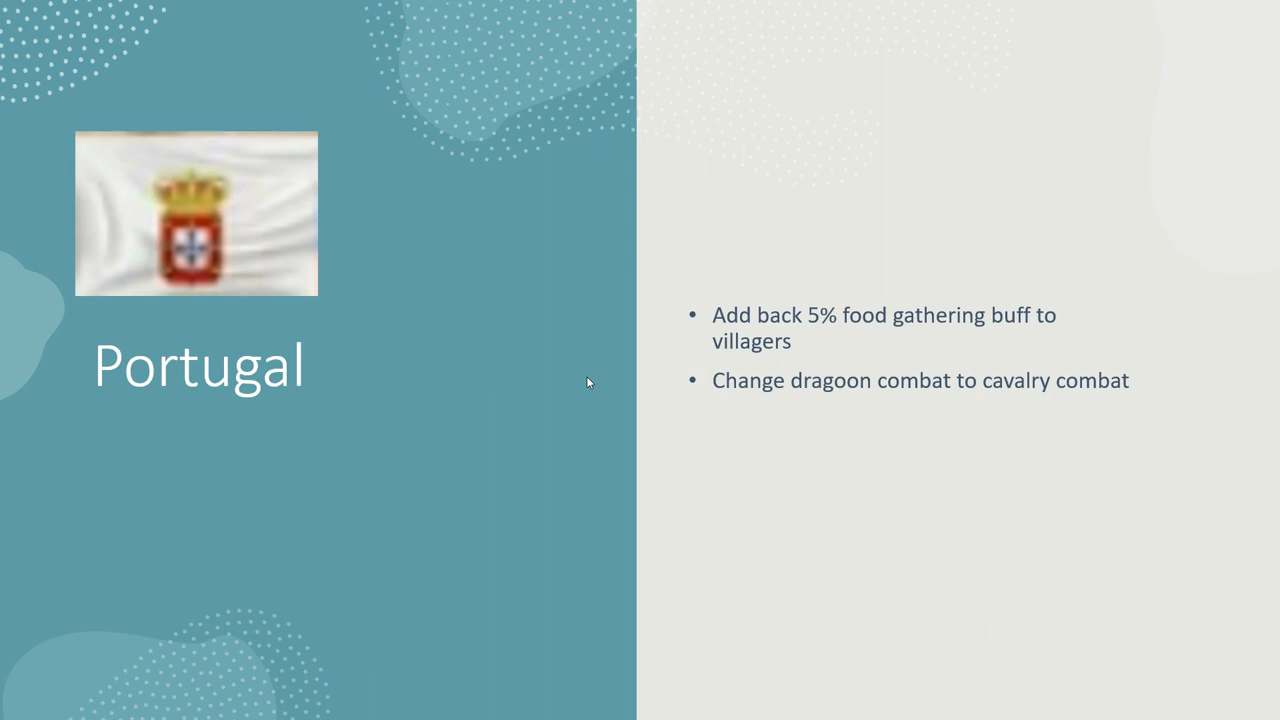 Portugal
• Add back 5% food gathering buff to
villagers
• Change dragoon combat to cavalry combat